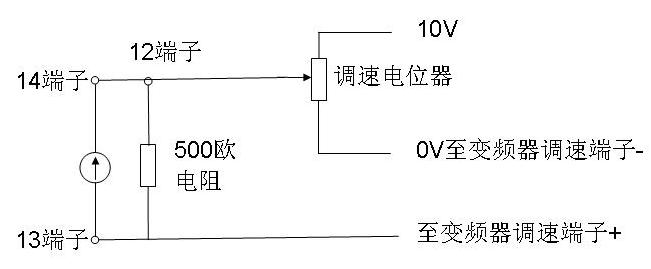 10V
12端子
14端子
调速电位器
500欧
电阻
0V至变频器调速端子-
13端子
至变频器调速端子+